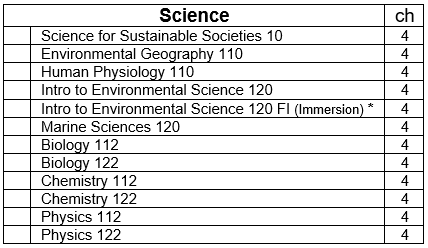 Science ch
Science for Sustainable Societies 10 4
Environmental Geography 110 4
Human Physiology 110 4
Intro to Environmental Science 120 4
Intro to Environmental Science 120 FI (Immersion) * 4
Marine Sciences 120 4
Biology 112 4
Biology 122 4
Chemistry 112 4
Chemistry 122 4
Physics 112 4
Physics 122 4